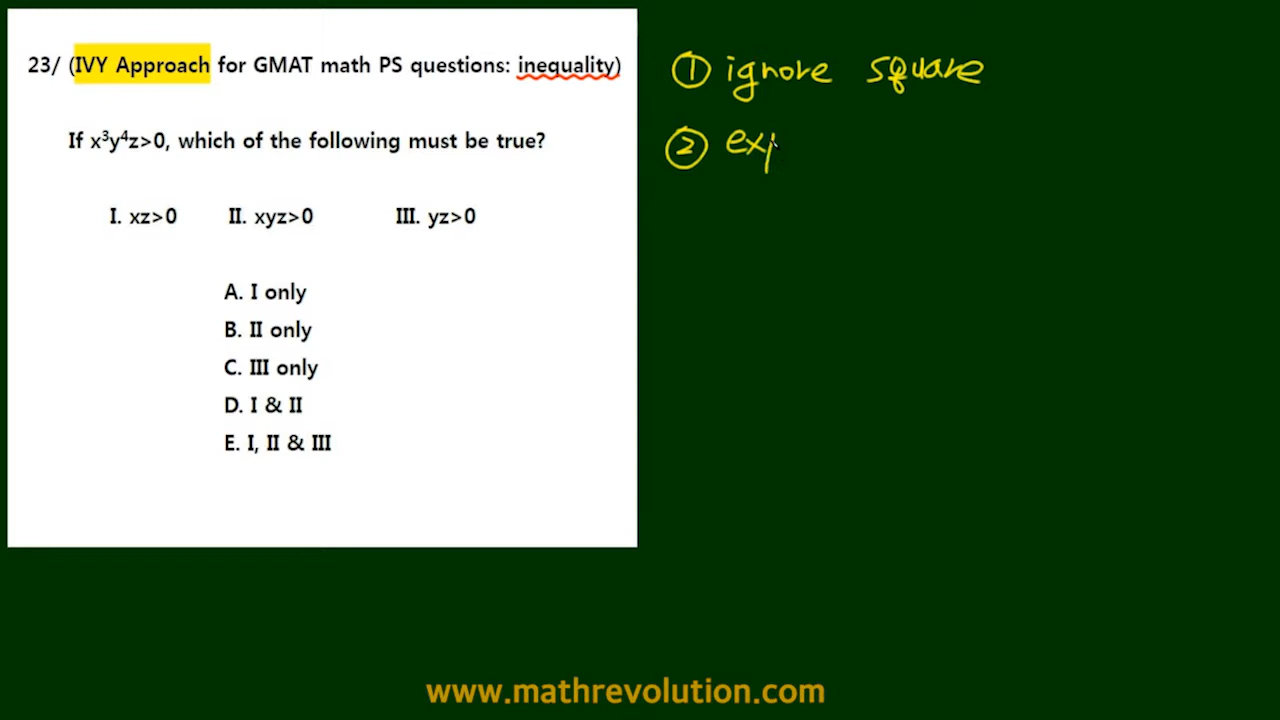 23/ (IVY Approach for GMAT math PS questions: inequality)
If x³y⁴z>0, which of the following must be true?
I. xz>0 II. xyz>0 III. yz>0
A. I only
B. II only
C. III only
D. I & II
E. I, II & III
① ignore square
② exp
www.mathrevolution.com